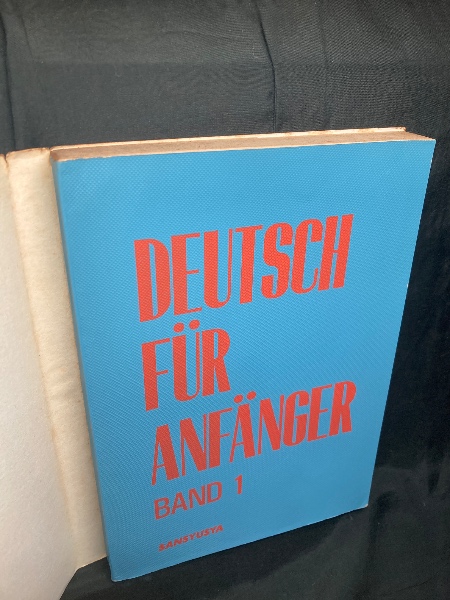 DEUTSCH
FÜR
ANFÄNGER
BAND 1
SANSYUSYA